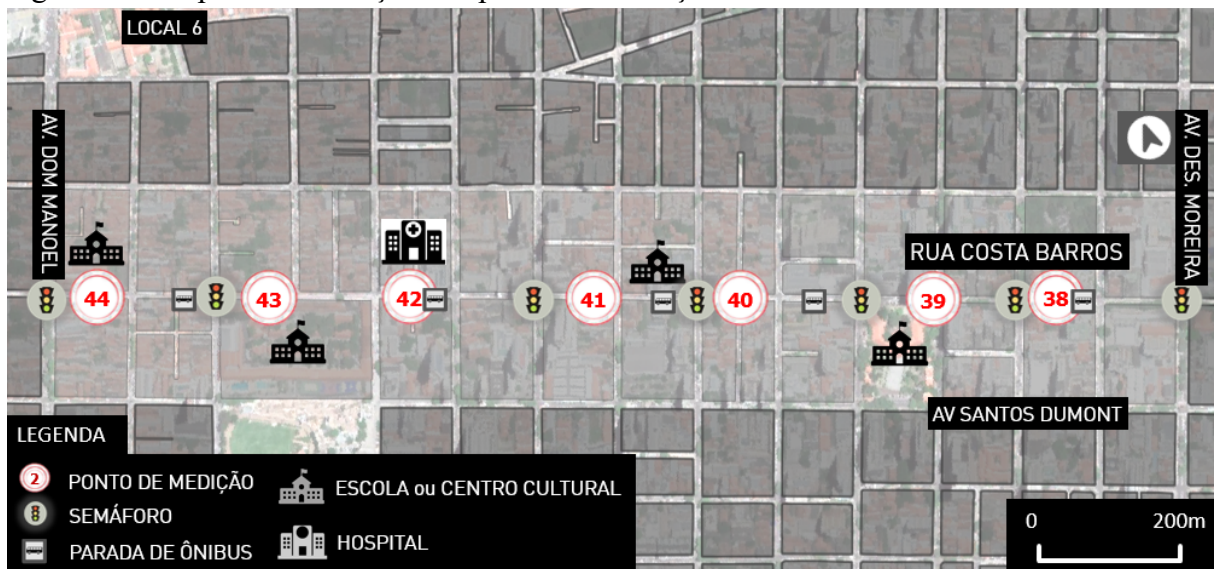 LOCAL 6
AV. DOM MANOEL
AV. DES. MOREIRA
RUA COSTA BARROS
44
43
42
41
40
39
38
AV SANTOS DUMONT
LEGENDA
2 PONTO DE MEDIÇÃO
SEMÁFORO
PARADA DE ÔNIBUS
ESCOLA ou CENTRO CULTURAL
HOSPITAL
0 200m